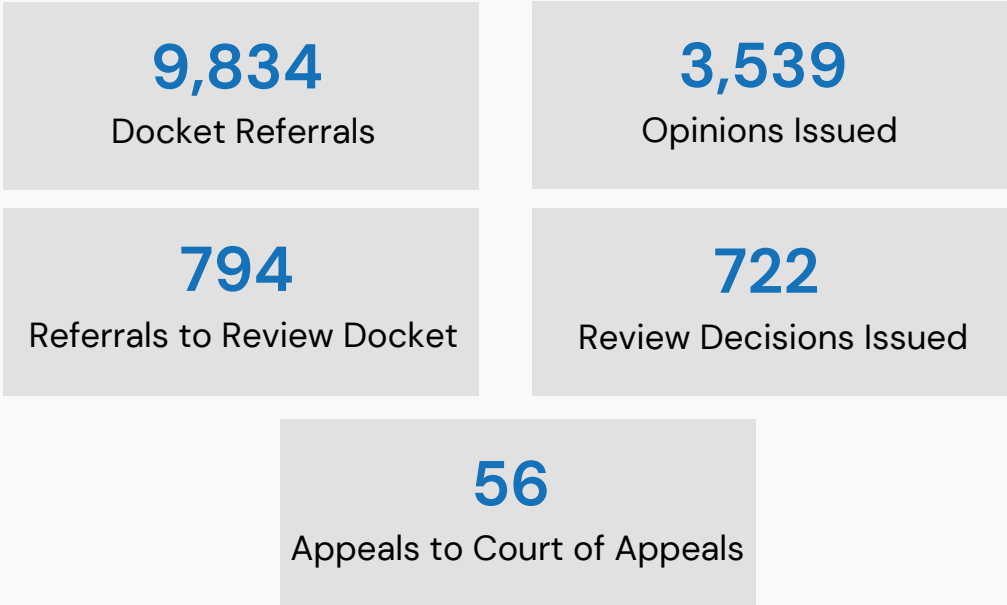 9,834
Docket Referrals
3,539
Opinions Issued
794
Referrals to Review Docket
722
Review Decisions Issued
56
Appeals to Court of Appeals